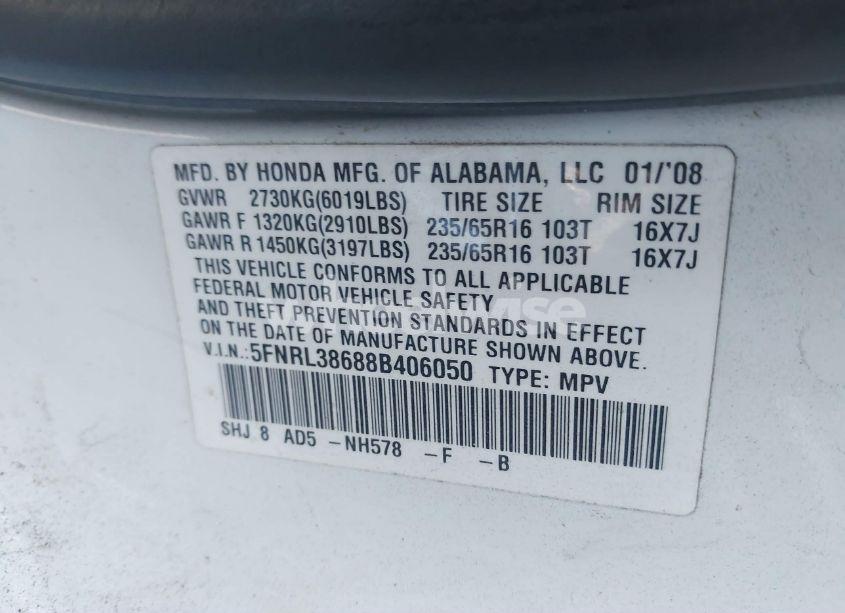 MFD. BY HONDA MFG. OF ALABAMA, LLC 01/'08
GVWR 2730KG(6019LBS) TIRE SIZE RIM SIZE
GAWR F 1320KG(2910LBS) 235/65R16 103T 16X7J
GAWR R 1450KG(3197LBS) 235/65R16 103T 16X7J
THIS VEHICLE CONFORMS TO ALL APPLICABLE
FEDERAL MOTOR VEHICLE SAFETY
AND THEFT PREVENTION STANDARDS IN EFFECT
ON THE DATE OF MANUFACTURE SHOWN ABOVE.
V.I.N.:5FNRL38688B406050 TYPE: MPV
SHJ 8 AD5 -NH578 -F -B